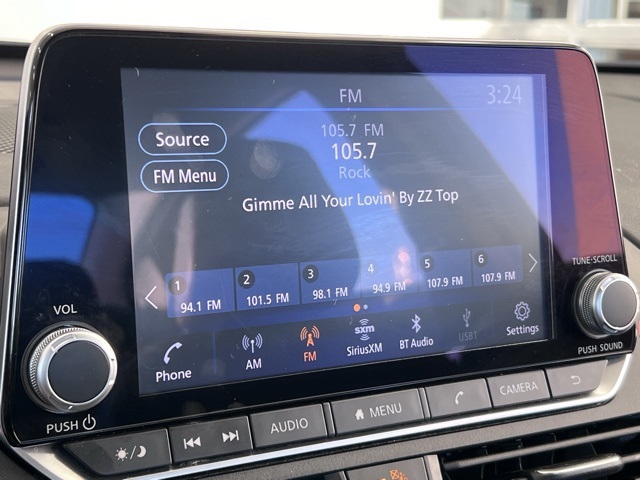 FM 3:24
Source
FM Menu
105.7 FM
105.7
Rock
Gimme All Your Lovin' By ZZ Top
1 94.1 FM
2 101.5 FM
3 98.1 FM
4 94.9 FM
5 107.9 FM
6 107.9 FM
Phone
AM
FM
sxm
SiriusXM
BT Audio
USB1
Settings
VOL
PUSH
TUNE·SCROLL
PUSH SOUND
AUDIO
MENU
CAMERA